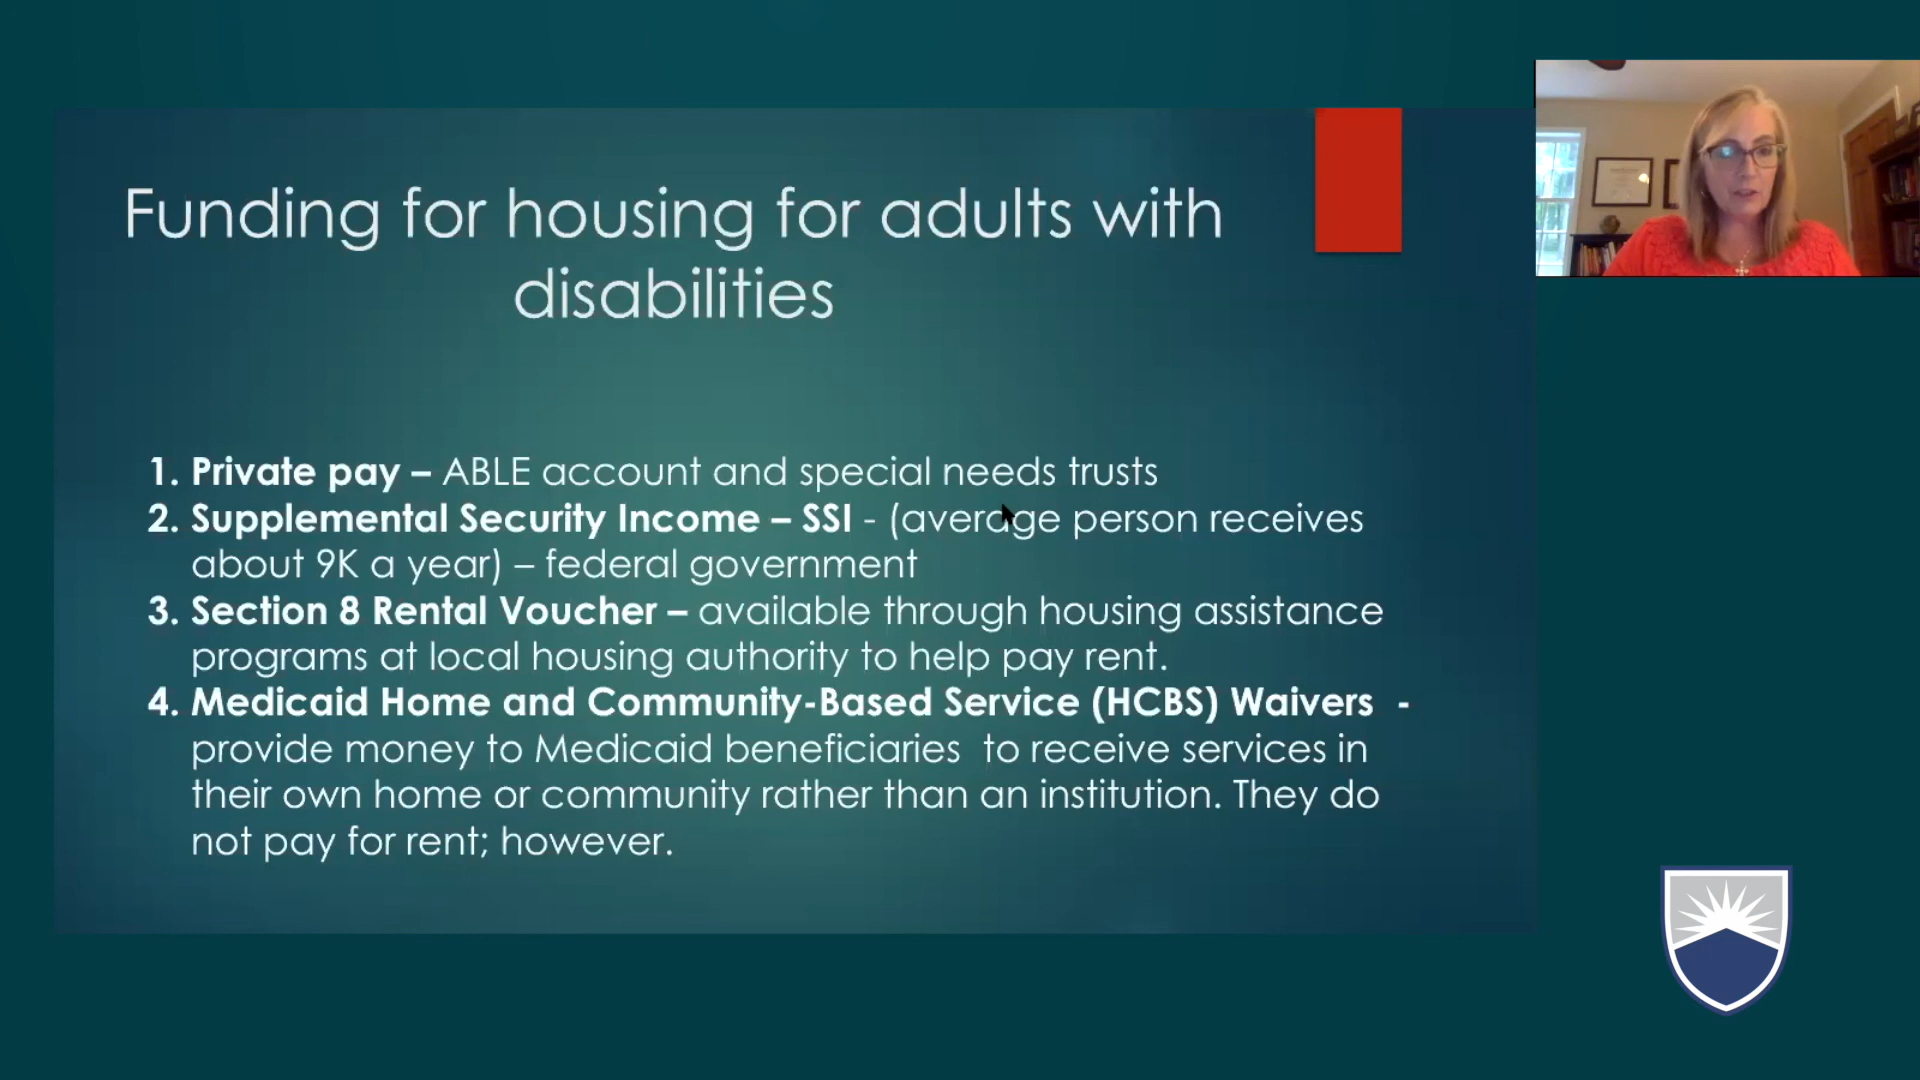 Funding for housing for adults with
disabilities
1. Private pay – ABLE account and special needs trusts
2. Supplemental Security Income – SSI - (average person receives
about 9K a year) – federal government
3. Section 8 Rental Voucher – available through housing assistance
programs at local housing authority to help pay rent.
4. Medicaid Home and Community-Based Service (HCBS) Waivers -
provide money to Medicaid beneficiaries to receive services in
their own home or community rather than an institution. They do
not pay for rent; however.